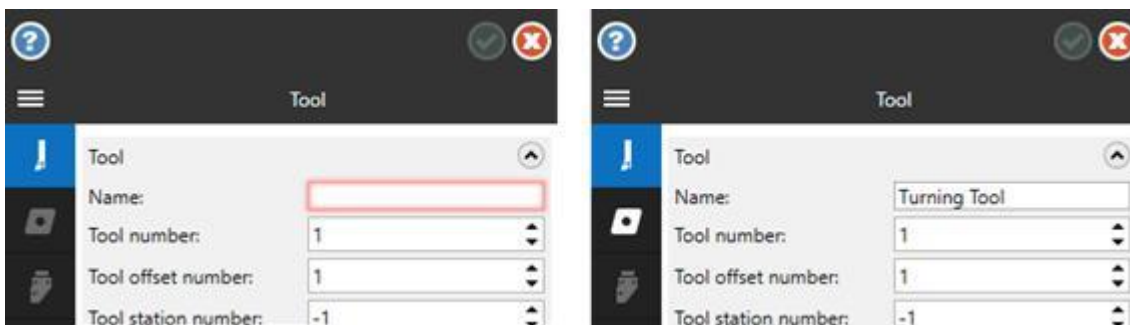 Tool
Tool
Name:
Tool number: 1
Tool offset number: 1
Tool station number: -1
Tool
Tool
Name: Turning Tool
Tool number: 1
Tool offset number: 1
Tool station number: -1